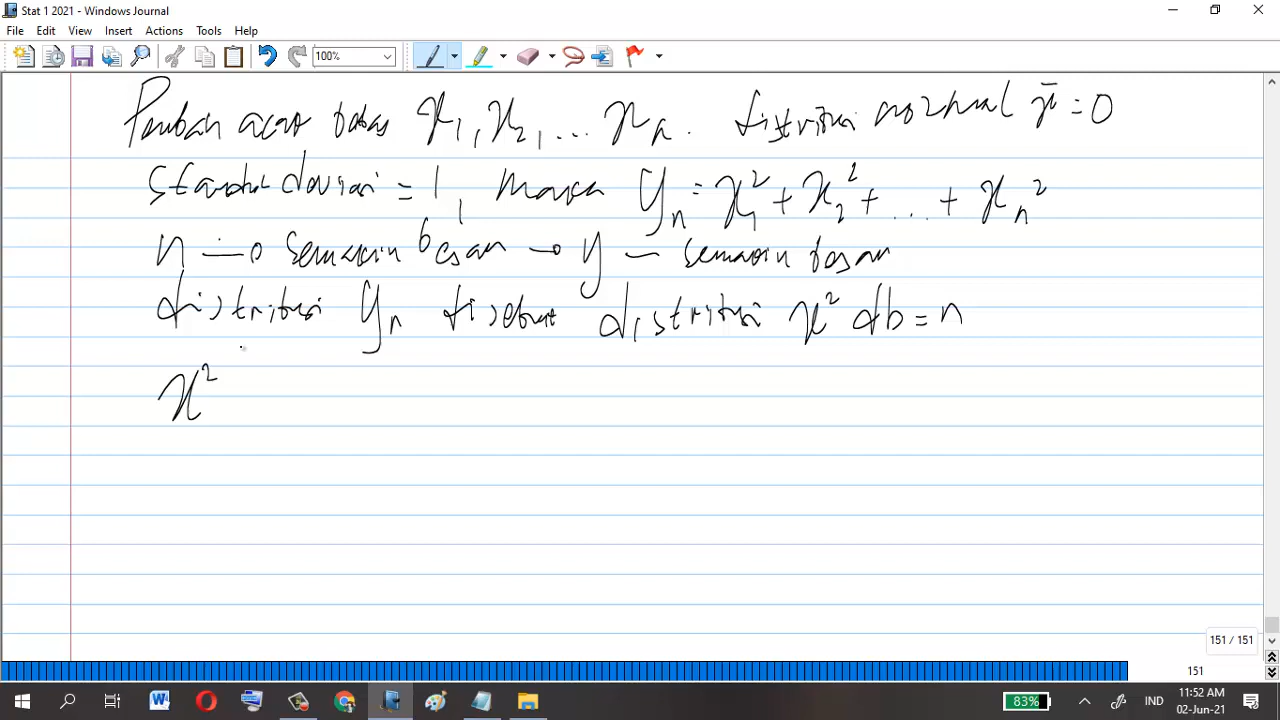 Stat 1 2021 - Windows Journal
File Edit View Insert Actions Tools Help
100%
Peubah acak bebas x₁, x₂, ... xₙ. distribusi normal x̄ = 0
Standar deviasi = 1, maka yₙ = x₁² + x₂² + ... + xₙ²
n → semakin besar → y – semakin besar
distribusi yₙ disebut distribusi x² db = n
x²
151 / 151
151
83% IND 11:52 AM
02-Jun-21